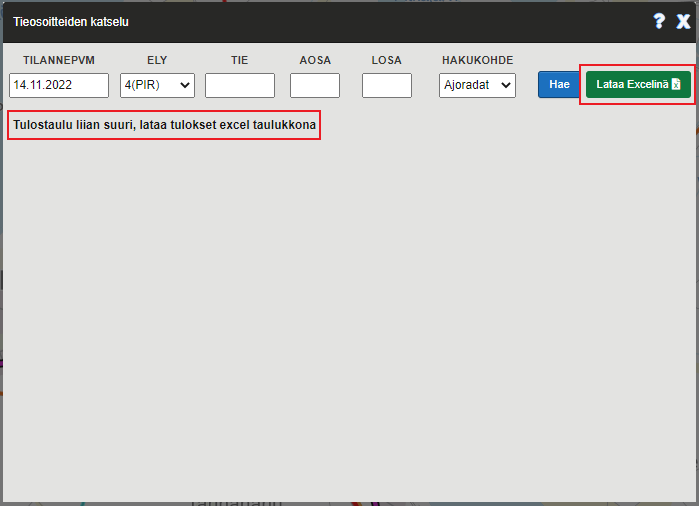 Tieosoitteiden katselu
? X
TILANNEPVM ELY TIE AOSA LOSA HAKUKOHDE
14.11.2022 4(PIR) Ajoradat Hae Lataa Excelinä
Tulostaulu liian suuri, lataa tulokset excel taulukkona